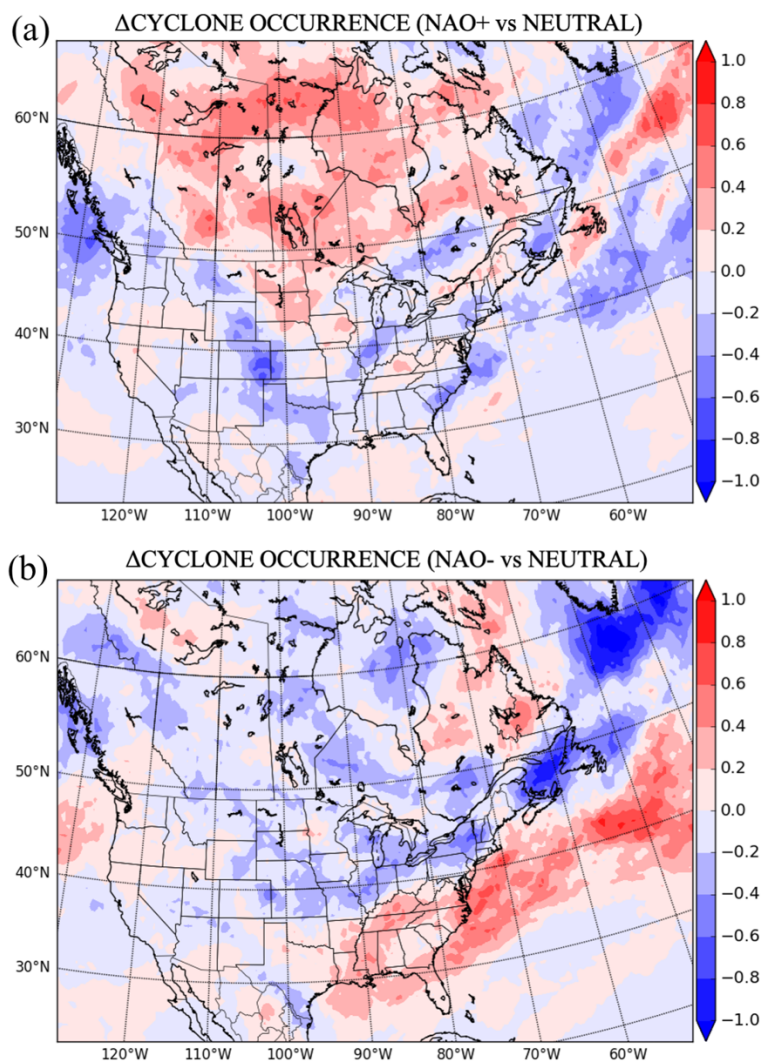 (a)
ΔCYCLONE OCCURRENCE (NAO+ vs NEUTRAL)
1.0
0.8
0.6
0.4
0.2
0.0
−0.2
−0.4
−0.6
−0.8
−1.0
60°N
50°N
40°N
30°N
120°W 110°W 100°W 90°W 80°W 70°W 60°W
(b)
ΔCYCLONE OCCURRENCE (NAO- vs NEUTRAL)
1.0
0.8
0.6
0.4
0.2
0.0
−0.2
−0.4
−0.6
−0.8
−1.0
60°N
50°N
40°N
30°N
120°W 110°W 100°W 90°W 80°W 70°W 60°W